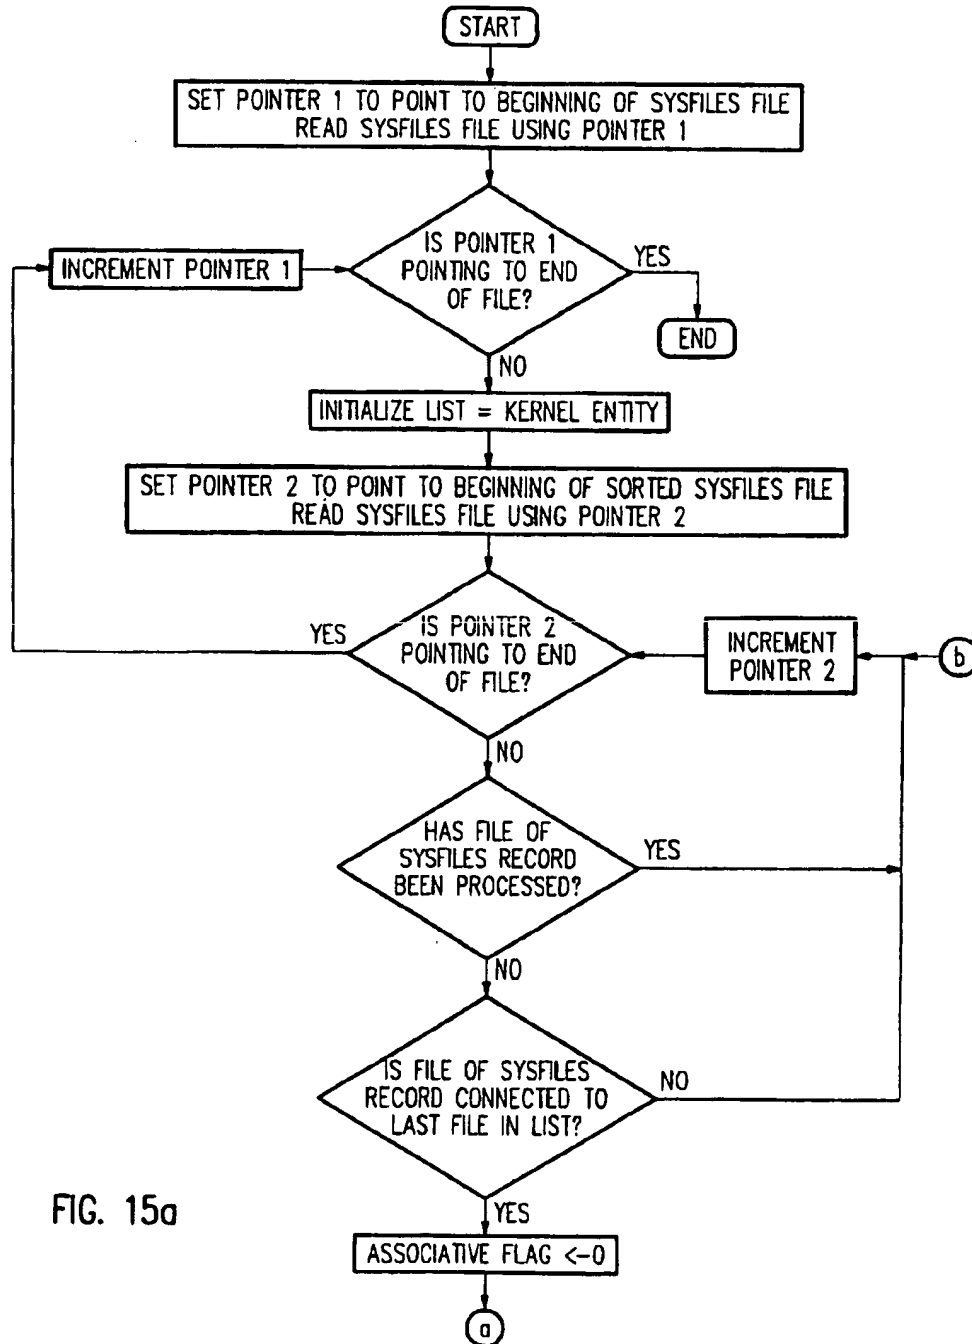 START
SET POINTER 1 TO POINT TO BEGINNING OF SYSFILES FILE
READ SYSFILES FILE USING POINTER 1
INCREMENT POINTER 1
IS POINTER 1
POINTING TO END
OF FILE?
YES
END
NO
INITIALIZE LIST = KERNEL ENTITY
SET POINTER 2 TO POINT TO BEGINNING OF SORTED SYSFILES FILE
READ SYSFILES FILE USING POINTER 2
YES
IS POINTER 2
POINTING TO END
OF FILE?
INCREMENT
POINTER 2
b
NO
HAS FILE OF
SYSFILES RECORD
BEEN PROCESSED?
YES
NO
IS FILE OF SYSFILES
RECORD CONNECTED TO
LAST FILE IN LIST?
NO
YES
FIG. 15a
ASSOCIATIVE FLAG <-0
a